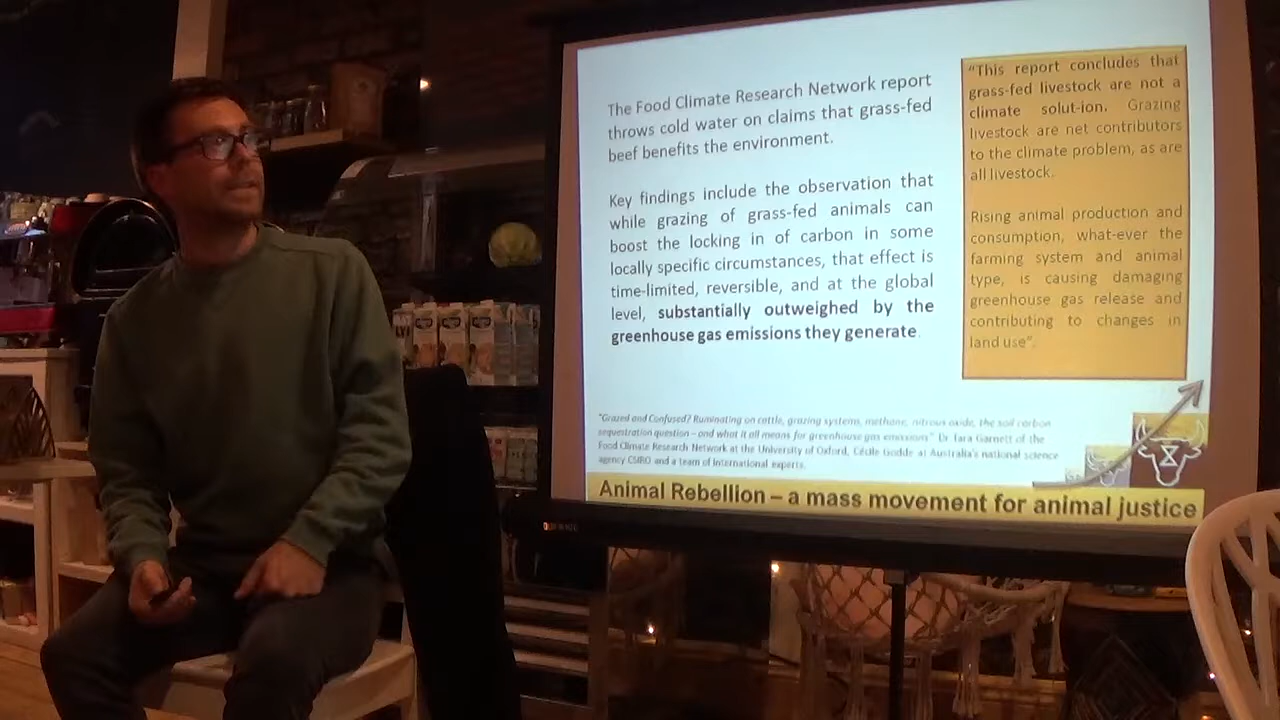 The Food Climate Research Network report
throws cold water on claims that grass-fed
beef benefits the environment.
Key findings include the observation that
while grazing of grass-fed animals can
boost the locking in of carbon in some
locally specific circumstances, that effect is
time-limited, reversible, and at the global
level, substantially outweighed by the
greenhouse gas emissions they generate.
“This report concludes that
grass-fed livestock are not a
climate solut-ion. Grazing
livestock are net contributors
to the climate problem, as are
all livestock.
Rising animal production and
consumption, what-ever the
farming system and animal
type, is causing damaging
greenhouse gas release and
contributing to changes in
land use”.
"Grazed and Confused? Ruminating on cattle, grazing systems, methane, nitrous oxide, the soil carbon
sequestration question – and what it all means for greenhouse gas emissions" Dr Tara Garnett of the
Food Climate Research Network at the University of Oxford, Cécile Godde at Australia's national science
agency CSIRO and a team of international experts.
Animal Rebellion – a mass movement for animal justice